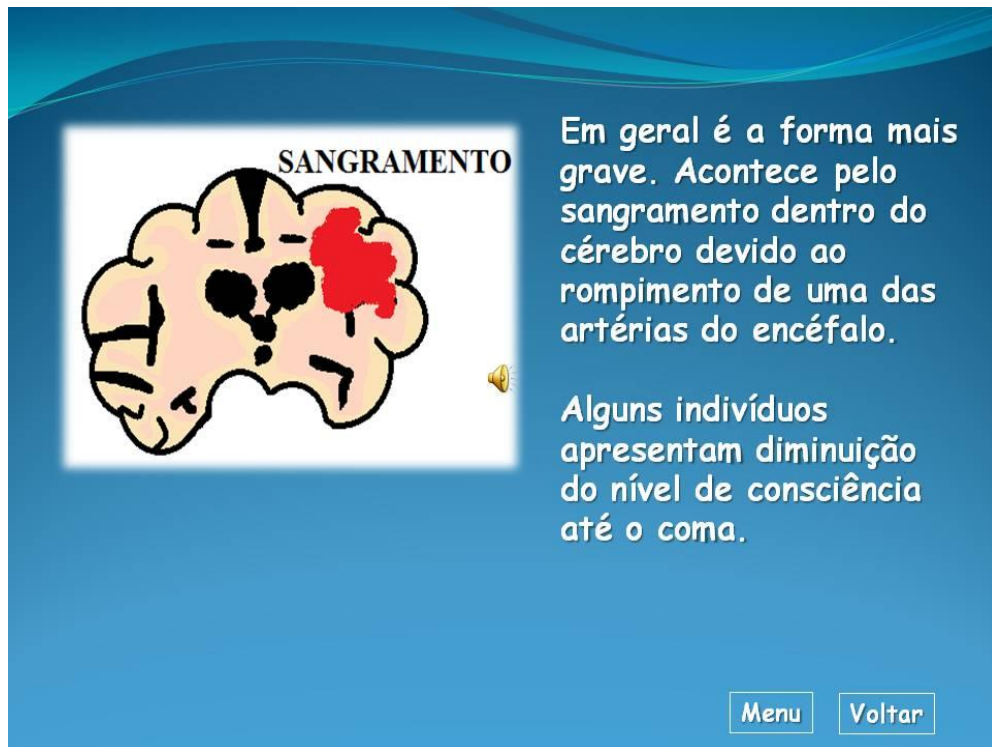 SANGRAMENTO
Em geral é a forma mais
grave. Acontece pelo
sangramento dentro do
cérebro devido ao
rompimento de uma das
artérias do encéfalo.
Alguns indivíduos
apresentam diminuição
do nível de consciência
até o coma.
Menu
Voltar